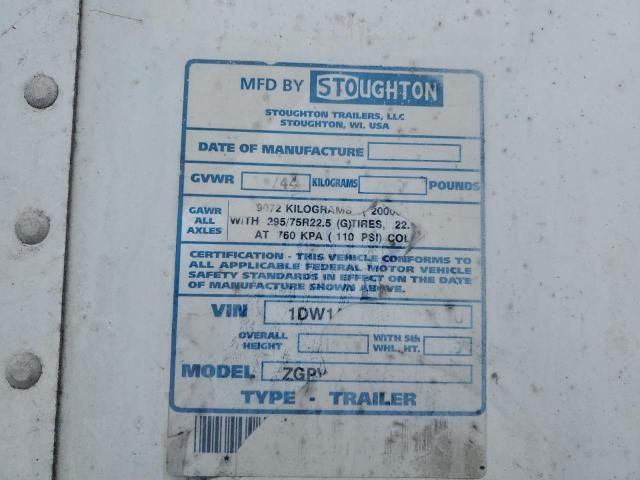 MFD BY STOUGHTON
STOUGHTON TRAILERS, LLC
STOUGHTON, WI. USA
DATE OF MANUFACTURE
GVWR KILOGRAMS POUNDS
GAWR ALL AXLES
9072 KILOGRAMS
WITH 295/75R22.5 (G)TIRES, 22.
AT 760 KPA ( 110 PSI) COL
CERTIFICATION - THIS VEHICLE CONFORMS TO
ALL APPLICABLE FEDERAL MOTOR VEHICLE
SAFETY STANDARDS IN EFFECT ON THE DATE
OF MANUFACTURE SHOWN ABOVE.
VIN 1DW1
OVERALL HEIGHT
WITH 5th WHL. HT.
MODEL
TYPE - TRAILER